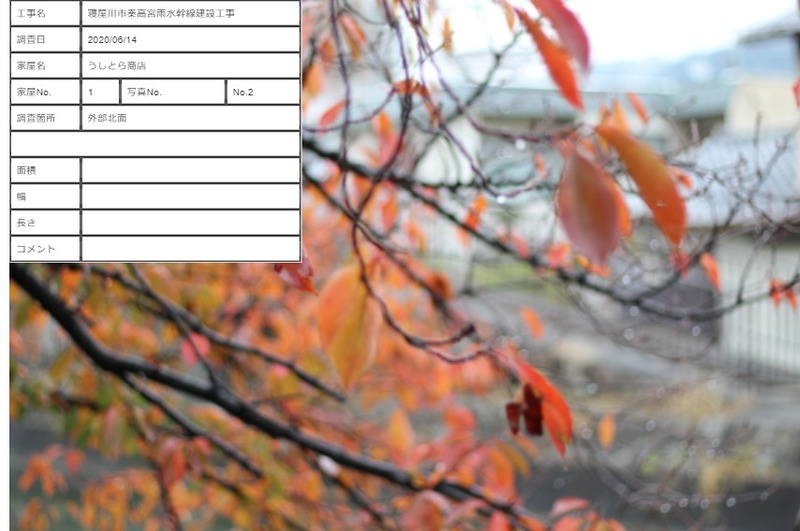 工事名 寝屋川市秦高宮雨水幹線建設工事
調査日 2020/06/14
家屋名 うしとら商店
家屋No. 1 写真No. No.2
調査箇所 外部北面
面積
幅
長さ
コメント